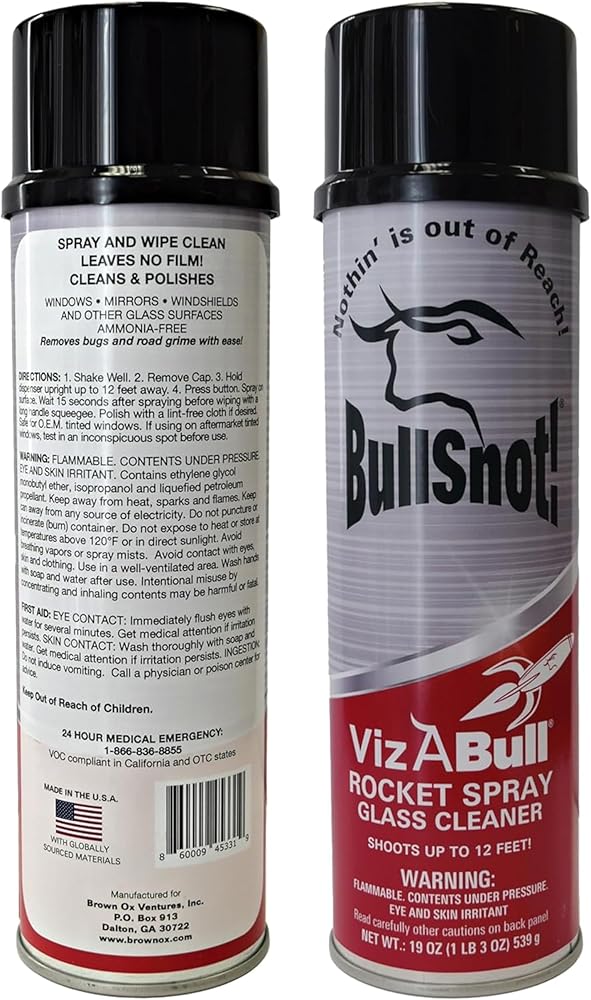 SPRAY AND WIPE CLEAN
LEAVES NO FILM!
CLEANS & POLISHES
WINDOWS • MIRRORS • WINDSHIELDS
AND OTHER GLASS SURFACES
AMMONIA-FREE
Removes bugs and road grime with ease!
DIRECTIONS: 1. Shake Well. 2. Remove Cap. 3. Hold
dispenser upright up to 12 feet away. 4. Press button. Spray on
surface. Wait 15 seconds after spraying before wiping with a
long handle squeegee. Polish with a lint-free cloth if desired.
Safe for O.E.M. tinted windows. If using on aftermarket tinted
windows, test in an inconspicuous spot before use.
WARNING: FLAMMABLE. CONTENTS UNDER PRESSURE.
EYE AND SKIN IRRITANT. Contains ethylene glycol
monobutyl ether, isopropanol and liquefied petroleum
propellant. Keep away from heat, sparks and flames. Keep
can away from any source of electricity. Do not puncture or
incinerate (burn) container. Do not expose to heat or store at
temperatures above 120°F or in direct sunlight. Avoid
breathing vapors or spray mists. Avoid contact with eyes,
skin and clothing. Use in a well-ventilated area. Wash hands
with soap and water after use. Intentional misuse by
concentrating and inhaling contents may be harmful or fatal.
FIRST AID: EYE CONTACT: Immediately flush eyes with
water for several minutes. Get medical attention if irritation
persists. SKIN CONTACT: Wash thoroughly with soap and
water. Get medical attention if irritation persists. INGESTION:
Do not induce vomiting. Call a physician or poison center for
advice.
Keep Out of Reach of Children.
24 HOUR MEDICAL EMERGENCY:
1-866-836-8855
VOC compliant in California and OTC states
MADE IN THE U.S.A.
WITH GLOBALLY
SOURCED MATERIALS
8 60009 45331 9
Manufactured for
Brown Ox Ventures, Inc.
P.O. Box 913
Dalton, GA 30722
www.brownox.com
Nothin' is out of Reach!
BullSnot!®
VizABull®
ROCKET SPRAY
GLASS CLEANER
SHOOTS UP TO 12 FEET!
WARNING:
FLAMMABLE. CONTENTS UNDER PRESSURE.
EYE AND SKIN IRRITANT
Read carefully other cautions on back panel
NET WT.: 19 OZ (1 LB 3 OZ) 539 g